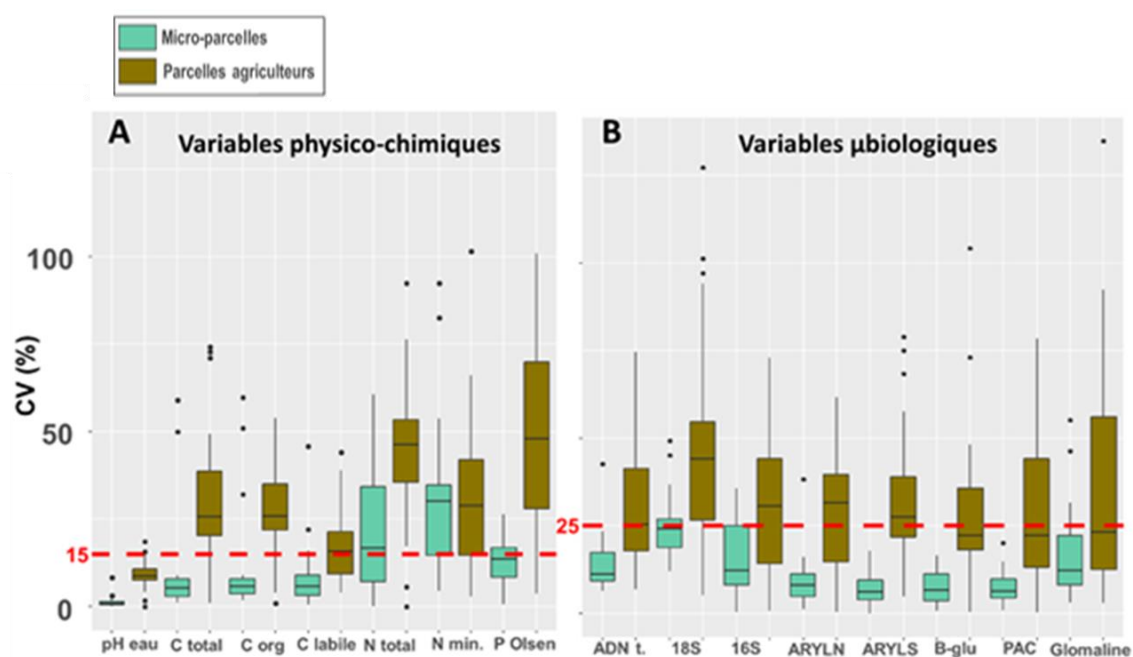 Micro-parcelles
Parcelles agriculteurs
A
Variables physico-chimiques
B
Variables µbiologiques
CV (%)
100
50
15
0
25
pH eau C total C org C labile N total N min. P Olsen
ADN t. 18S 16S ARYLN ARYLS B-glu PAC Glomaline